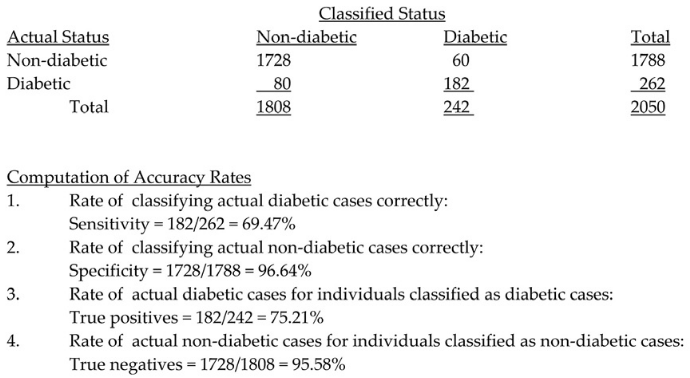 Classified Status
Actual Status Non-diabetic Diabetic Total
Non-diabetic 1728 60 1788
Diabetic 80 182 262
Total 1808 242 2050
Computation of Accuracy Rates
1. Rate of classifying actual diabetic cases correctly:
Sensitivity = 182/262 = 69.47%
2. Rate of classifying actual non-diabetic cases correctly:
Specificity = 1728/1788 = 96.64%
3. Rate of actual diabetic cases for individuals classified as diabetic cases:
True positives = 182/242 = 75.21%
4. Rate of actual non-diabetic cases for individuals classified as non-diabetic cases:
True negatives = 1728/1808 = 95.58%